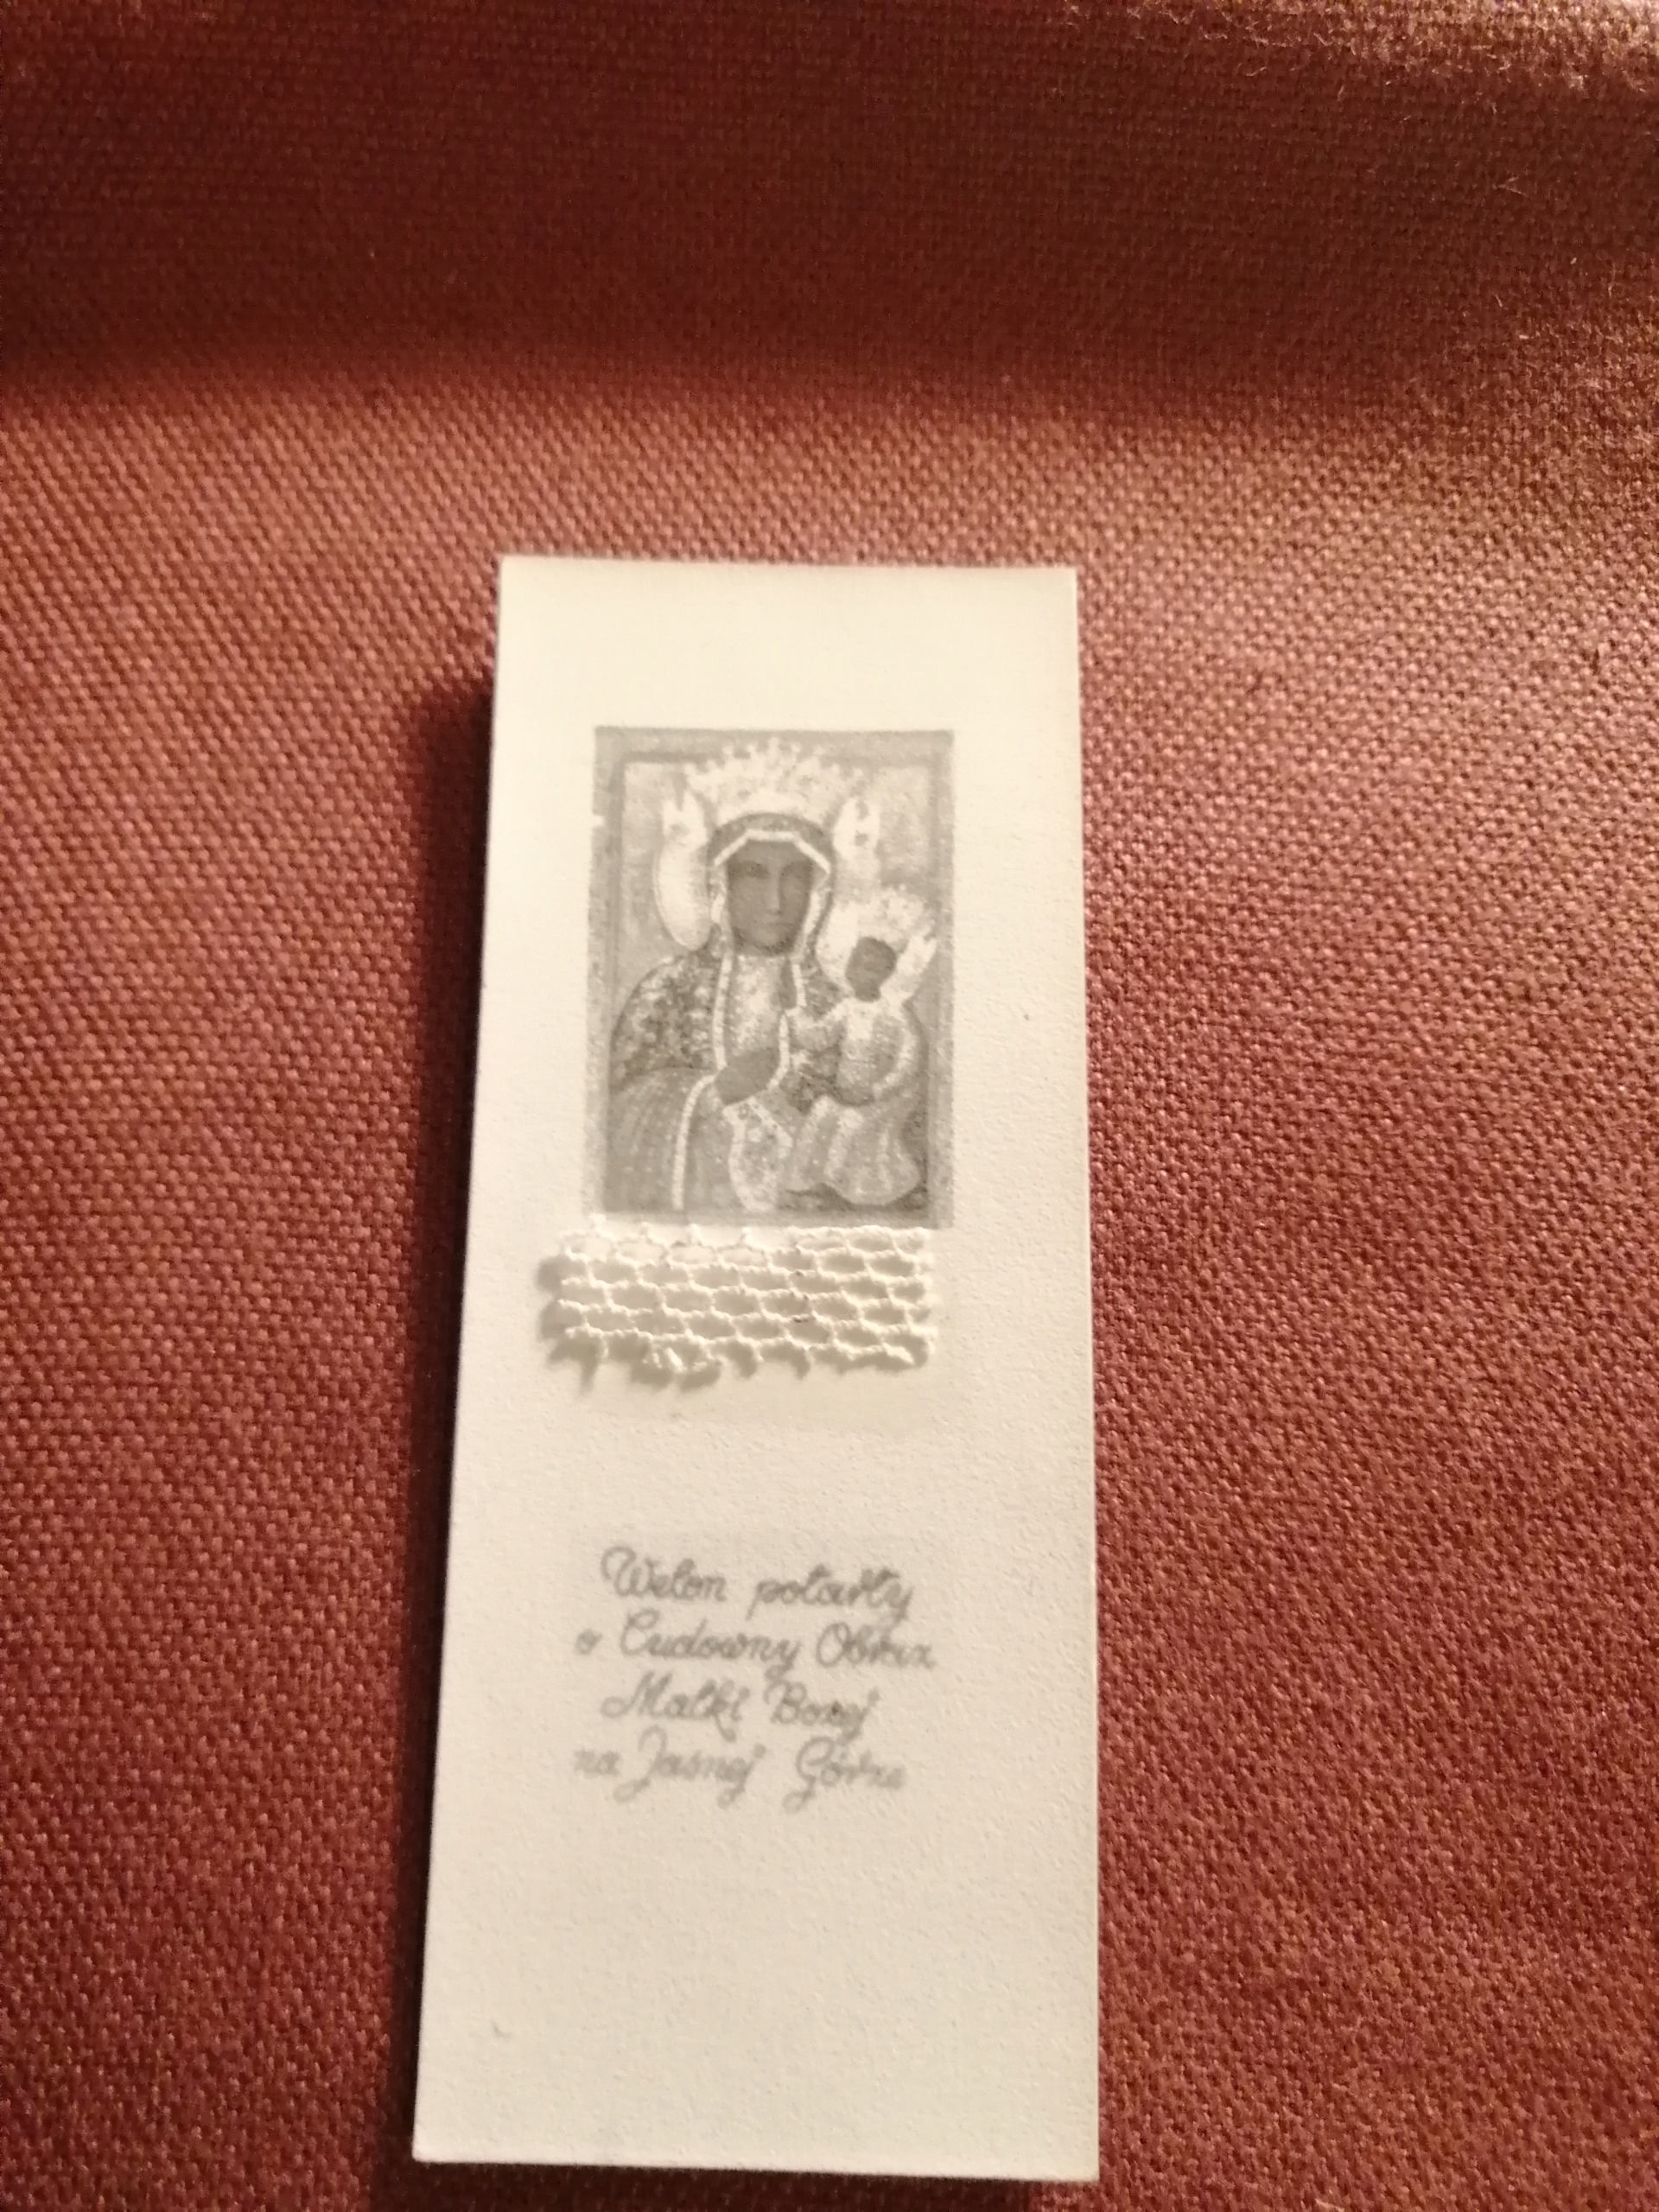 Welon potarty
o Cudowny Obraz
Matki Bożej
na Jasnej Górze